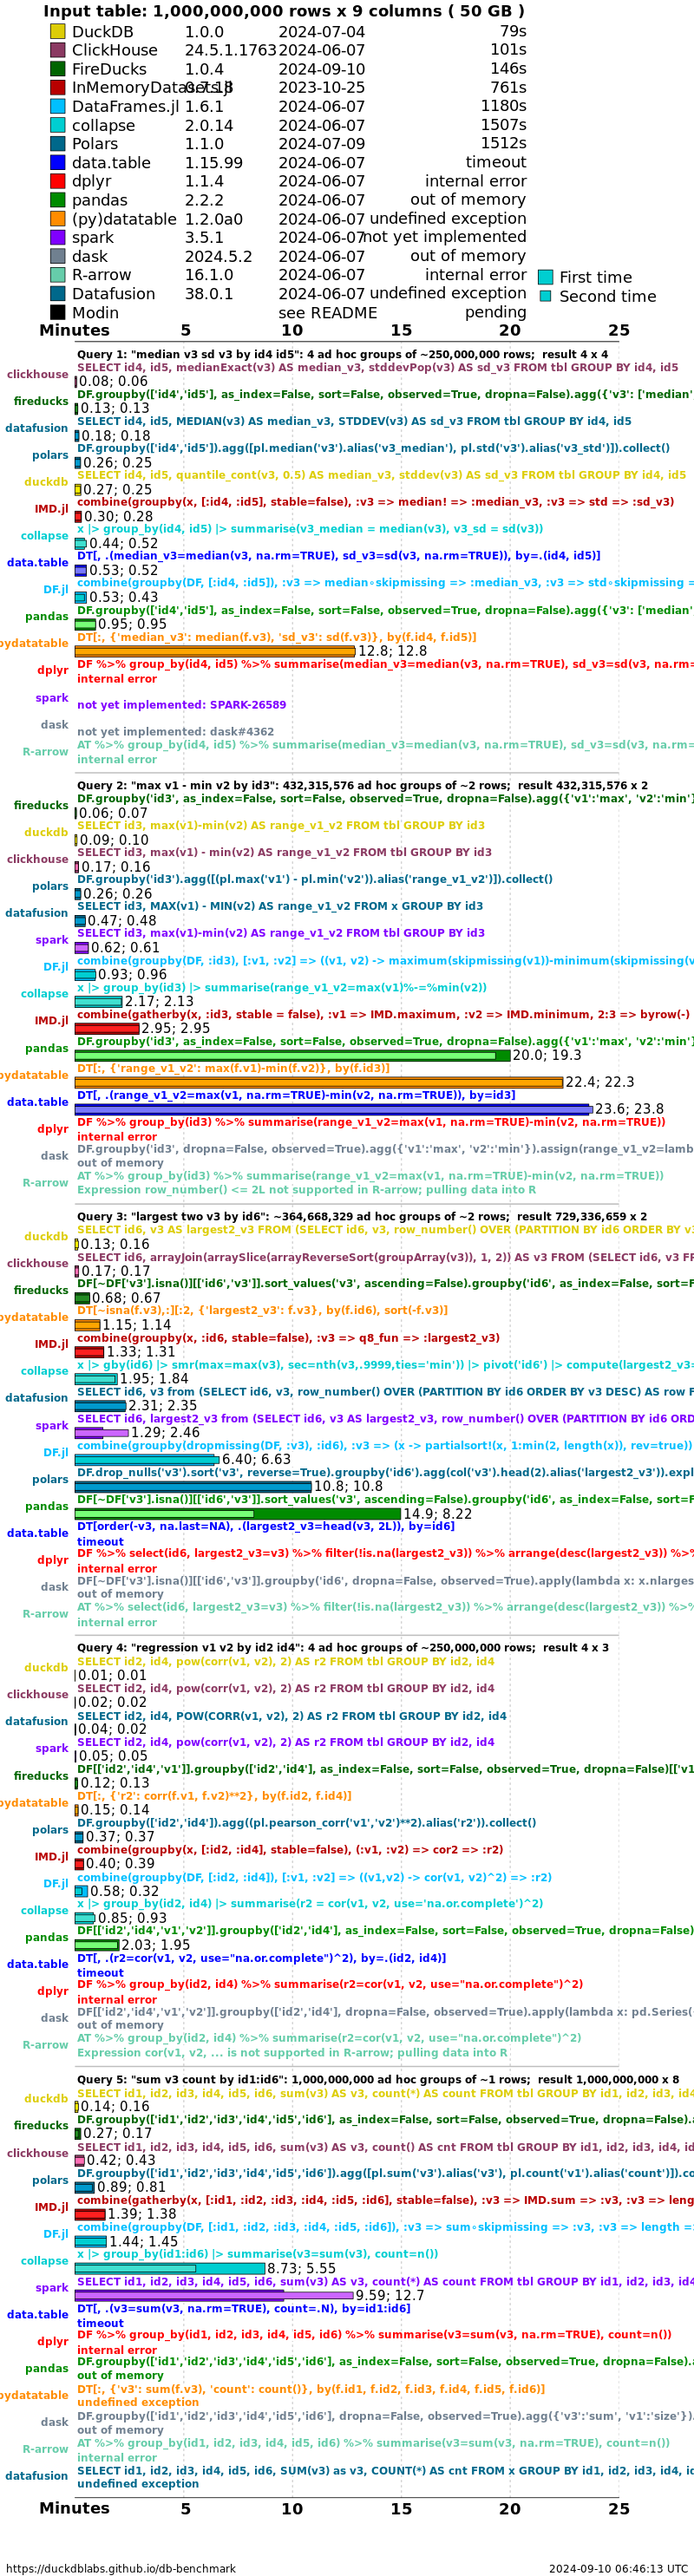 Input table: 1,000,000,000 rows x 9 columns ( 50 GB )
DuckDB 1.0.0 2024-07-04 79s
ClickHouse 24.5.1.1763 2024-06-07 101s
FireDucks 1.0.4 2024-09-10 146s
InMemoryDatasets.jl 0.7.18 2023-10-25 761s
DataFrames.jl 1.6.1 2024-06-07 1180s
collapse 2.0.14 2024-06-07 1507s
Polars 1.1.0 2024-07-09 1512s
data.table 1.15.99 2024-06-07 timeout
dplyr 1.1.4 2024-06-07 internal error
pandas 2.2.2 2024-06-07 out of memory
(py)datatable 1.2.0a0 2024-06-07 undefined exception
spark 3.5.1 2024-06-07 not yet implemented
dask 2024.5.2 2024-06-07 out of memory
R-arrow 16.1.0 2024-06-07 internal error
Datafusion 38.0.1 2024-06-07 undefined exception
Modin see README pending
First time
Second time
Minutes 5 10 15 20 25
Query 1: "median v3 sd v3 by id4 id5": 4 ad hoc groups of ~250,000,000 rows; result 4 x 4
clickhouse SELECT id4, id5, medianExact(v3) AS median_v3, stddevPop(v3) AS sd_v3 FROM tbl GROUP BY id4, id5
0.08; 0.06
fireducks DF.groupby(['id4','id5'], as_index=False, sort=False, observed=True, dropna=False).agg({'v3': ['median'
0.13; 0.13
datafusion SELECT id4, id5, MEDIAN(v3) AS median_v3, STDDEV(v3) AS sd_v3 FROM tbl GROUP BY id4, id5
0.18; 0.18
polars DF.groupby(['id4','id5']).agg([pl.median('v3').alias('v3_median'), pl.std('v3').alias('v3_std')]).collect()
0.26; 0.25
duckdb SELECT id4, id5, quantile_cont(v3, 0.5) AS median_v3, stddev(v3) AS sd_v3 FROM tbl GROUP BY id4, id5
0.27; 0.25
IMD.jl combine(groupby(x, [:id4, :id5], stable=false), :v3 => median! => :median_v3, :v3 => std => :sd_v3)
0.30; 0.28
collapse x |> group_by(id4, id5) |> summarise(v3_median = median(v3), v3_sd = sd(v3))
0.44; 0.52
data.table DT[, .(median_v3=median(v3, na.rm=TRUE), sd_v3=sd(v3, na.rm=TRUE)), by=.(id4, id5)]
0.53; 0.52
DF.jl combine(groupby(DF, [:id4, :id5]), :v3 => median∘skipmissing => :median_v3, :v3 => std∘skipmissing =
0.53; 0.43
pandas DF.groupby(['id4','id5'], as_index=False, sort=False, observed=True, dropna=False).agg({'v3': ['median'
0.95; 0.95
pydatatable DT[:, {'median_v3': median(f.v3), 'sd_v3': sd(f.v3)}, by(f.id4, f.id5)]
12.8; 12.8
dplyr DF %>% group_by(id4, id5) %>% summarise(median_v3=median(v3, na.rm=TRUE), sd_v3=sd(v3, na.rm=
internal error
spark not yet implemented: SPARK-26589
dask not yet implemented: dask#4362
R-arrow AT %>% group_by(id4, id5) %>% summarise(median_v3=median(v3, na.rm=TRUE), sd_v3=sd(v3, na.rm=
internal error
Query 2: "max v1 - min v2 by id3": 432,315,576 ad hoc groups of ~2 rows; result 432,315,576 x 2
fireducks DF.groupby('id3', as_index=False, sort=False, observed=True, dropna=False).agg({'v1':'max', 'v2':'min'}
0.06; 0.07
duckdb SELECT id3, max(v1)-min(v2) AS range_v1_v2 FROM tbl GROUP BY id3
0.09; 0.10
clickhouse SELECT id3, max(v1) - min(v2) AS range_v1_v2 FROM tbl GROUP BY id3
0.17; 0.16
polars DF.groupby('id3').agg([(pl.max('v1') - pl.min('v2')).alias('range_v1_v2')]).collect()
0.26; 0.26
datafusion SELECT id3, MAX(v1) - MIN(v2) AS range_v1_v2 FROM x GROUP BY id3
0.47; 0.48
spark SELECT id3, max(v1)-min(v2) AS range_v1_v2 FROM tbl GROUP BY id3
0.62; 0.61
DF.jl combine(groupby(DF, :id3), [:v1, :v2] => ((v1, v2) -> maximum(skipmissing(v1))-minimum(skipmissing(v
0.93; 0.96
collapse x |> group_by(id3) |> summarise(range_v1_v2=max(v1)%-=%min(v2))
2.17; 2.13
IMD.jl combine(gatherby(x, :id3, stable = false), :v1 => IMD.maximum, :v2 => IMD.minimum, 2:3 => byrow(-)
2.95; 2.95
pandas DF.groupby('id3', as_index=False, sort=False, observed=True, dropna=False).agg({'v1':'max', 'v2':'min'}
20.0; 19.3
pydatatable DT[:, {'range_v1_v2': max(f.v1)-min(f.v2)}, by(f.id3)]
22.4; 22.3
data.table DT[, .(range_v1_v2=max(v1, na.rm=TRUE)-min(v2, na.rm=TRUE)), by=id3]
23.6; 23.8
dplyr DF %>% group_by(id3) %>% summarise(range_v1_v2=max(v1, na.rm=TRUE)-min(v2, na.rm=TRUE))
internal error
dask DF.groupby('id3', dropna=False, observed=True).agg({'v1':'max', 'v2':'min'}).assign(range_v1_v2=lamb
out of memory
R-arrow AT %>% group_by(id3) %>% summarise(range_v1_v2=max(v1, na.rm=TRUE)-min(v2, na.rm=TRUE))
Expression row_number() <= 2L not supported in R-arrow; pulling data into R
Query 3: "largest two v3 by id6": ~364,668,329 ad hoc groups of ~2 rows; result 729,336,659 x 2
duckdb SELECT id6, v3 AS largest2_v3 FROM (SELECT id6, v3, row_number() OVER (PARTITION BY id6 ORDER BY v3
0.13; 0.16
clickhouse SELECT id6, arrayJoin(arraySlice(arrayReverseSort(groupArray(v3)), 1, 2)) AS v3 FROM (SELECT id6, v3 FR
0.17; 0.17
fireducks DF[~DF['v3'].isna()][['id6','v3']].sort_values('v3', ascending=False).groupby('id6', as_index=False, sort=F
0.68; 0.67
pydatatable DT[~isna(f.v3),:][:2, {'largest2_v3': f.v3}, by(f.id6), sort(-f.v3)]
1.15; 1.14
IMD.jl combine(groupby(x, :id6, stable=false), :v3 => q8_fun => :largest2_v3)
1.33; 1.31
collapse x |> gby(id6) |> smr(max=max(v3), sec=nth(v3,.9999,ties='min')) |> pivot('id6') |> compute(largest2_v3=
1.95; 1.84
datafusion SELECT id6, v3 from (SELECT id6, v3, row_number() OVER (PARTITION BY id6 ORDER BY v3 DESC) AS row F
2.31; 2.35
spark SELECT id6, largest2_v3 from (SELECT id6, v3 AS largest2_v3, row_number() OVER (PARTITION BY id6 ORD
1.29; 2.46
DF.jl combine(groupby(dropmissing(DF, :v3), :id6), :v3 => (x -> partialsort!(x, 1:min(2, length(x)), rev=true))
6.40; 6.63
polars DF.drop_nulls('v3').sort('v3', reverse=True).groupby('id6').agg(col('v3').head(2).alias('largest2_v3')).expl
10.8; 10.8
pandas DF[~DF['v3'].isna()][['id6','v3']].sort_values('v3', ascending=False).groupby('id6', as_index=False, sort=F
14.9; 8.22
data.table DT[order(-v3, na.last=NA), .(largest2_v3=head(v3, 2L)), by=id6]
timeout
dplyr DF %>% select(id6, largest2_v3=v3) %>% filter(!is.na(largest2_v3)) %>% arrange(desc(largest2_v3)) %>%
internal error
dask DF[~DF['v3'].isna()][['id6','v3']].groupby('id6', dropna=False, observed=True).apply(lambda x: x.nlarges
out of memory
R-arrow AT %>% select(id6, largest2_v3=v3) %>% filter(!is.na(largest2_v3)) %>% arrange(desc(largest2_v3)) %>%
internal error
Query 4: "regression v1 v2 by id2 id4": 4 ad hoc groups of ~250,000,000 rows; result 4 x 3
duckdb SELECT id2, id4, pow(corr(v1, v2), 2) AS r2 FROM tbl GROUP BY id2, id4
0.01; 0.01
clickhouse SELECT id2, id4, pow(corr(v1, v2), 2) AS r2 FROM tbl GROUP BY id2, id4
0.02; 0.02
datafusion SELECT id2, id4, POW(CORR(v1, v2), 2) AS r2 FROM tbl GROUP BY id2, id4
0.04; 0.02
spark SELECT id2, id4, pow(corr(v1, v2), 2) AS r2 FROM tbl GROUP BY id2, id4
0.05; 0.05
fireducks DF[['id2','id4','v1']].groupby(['id2','id4'], as_index=False, sort=False, observed=True, dropna=False)[['v1
0.12; 0.13
pydatatable DT[:, {'r2': corr(f.v1, f.v2)**2}, by(f.id2, f.id4)]
0.15; 0.14
polars DF.groupby(['id2','id4']).agg((pl.pearson_corr('v1','v2')**2).alias('r2')).collect()
0.37; 0.37
IMD.jl combine(groupby(x, [:id2, :id4], stable=false), (:v1, :v2) => cor2 => :r2)
0.40; 0.39
DF.jl combine(groupby(DF, [:id2, :id4]), [:v1, :v2] => ((v1,v2) -> cor(v1, v2)^2) => :r2)
0.58; 0.32
collapse x |> group_by(id2, id4) |> summarise(r2 = cor(v1, v2, use='na.or.complete')^2)
0.85; 0.93
pandas DF[['id2','id4','v1','v2']].groupby(['id2','id4'], as_index=False, sort=False, observed=True, dropna=False)
2.03; 1.95
data.table DT[, .(r2=cor(v1, v2, use="na.or.complete")^2), by=.(id2, id4)]
timeout
dplyr DF %>% group_by(id2, id4) %>% summarise(r2=cor(v1, v2, use="na.or.complete")^2)
internal error
dask DF[['id2','id4','v1','v2']].groupby(['id2','id4'], dropna=False, observed=True).apply(lambda x: pd.Series(
out of memory
R-arrow AT %>% group_by(id2, id4) %>% summarise(r2=cor(v1, v2, use="na.or.complete")^2)
Expression cor(v1, v2, ... is not supported in R-arrow; pulling data into R
Query 5: "sum v3 count by id1:id6": 1,000,000,000 ad hoc groups of ~1 rows; result 1,000,000,000 x 8
duckdb SELECT id1, id2, id3, id4, id5, id6, sum(v3) AS v3, count(*) AS count FROM tbl GROUP BY id1, id2, id3, id4
0.14; 0.16
fireducks DF.groupby(['id1','id2','id3','id4','id5','id6'], as_index=False, sort=False, observed=True, dropna=False).a
0.27; 0.17
clickhouse SELECT id1, id2, id3, id4, id5, id6, sum(v3) AS v3, count() AS cnt FROM tbl GROUP BY id1, id2, id3, id4, id
0.42; 0.43
polars DF.groupby(['id1','id2','id3','id4','id5','id6']).agg([pl.sum('v3').alias('v3'), pl.count('v1').alias('count')]).co
0.89; 0.81
IMD.jl combine(gatherby(x, [:id1, :id2, :id3, :id4, :id5, :id6], stable=false), :v3 => IMD.sum => :v3, :v3 => leng
1.39; 1.38
DF.jl combine(groupby(DF, [:id1, :id2, :id3, :id4, :id5, :id6]), :v3 => sum∘skipmissing => :v3, :v3 => length =
1.44; 1.45
collapse x |> group_by(id1:id6) |> summarise(v3=sum(v3), count=n())
8.73; 5.55
spark SELECT id1, id2, id3, id4, id5, id6, sum(v3) AS v3, count(*) AS count FROM tbl GROUP BY id1, id2, id3, id4
9.59; 12.7
data.table DT[, .(v3=sum(v3, na.rm=TRUE), count=.N), by=id1:id6]
timeout
dplyr DF %>% group_by(id1, id2, id3, id4, id5, id6) %>% summarise(v3=sum(v3, na.rm=TRUE), count=n())
internal error
pandas DF.groupby(['id1','id2','id3','id4','id5','id6'], as_index=False, sort=False, observed=True, dropna=False).a
out of memory
pydatatable DT[:, {'v3': sum(f.v3), 'count': count()}, by(f.id1, f.id2, f.id3, f.id4, f.id5, f.id6)]
undefined exception
dask DF.groupby(['id1','id2','id3','id4','id5','id6'], dropna=False, observed=True).agg({'v3':'sum', 'v1':'size'}).
out of memory
R-arrow AT %>% group_by(id1, id2, id3, id4, id5, id6) %>% summarise(v3=sum(v3, na.rm=TRUE), count=n())
internal error
datafusion SELECT id1, id2, id3, id4, id5, id6, SUM(v3) as v3, COUNT(*) AS cnt FROM x GROUP BY id1, id2, id3, id4, id
undefined exception
Minutes 5 10 15 20 25
https://duckdblabs.github.io/db-benchmark 2024-09-10 06:46:13 UTC